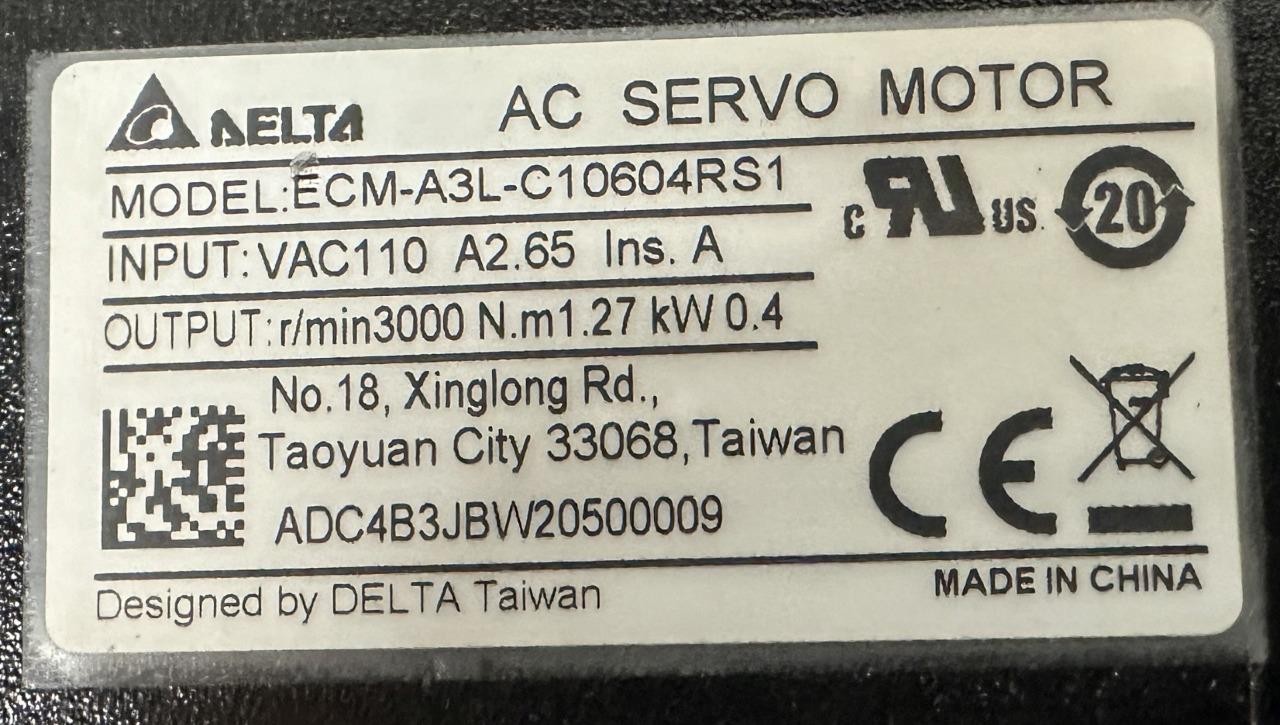 DELTA
AC SERVO MOTOR
MODEL:ECM-A3L-C10604RS1
INPUT: VAC110 A2.65 Ins. A
OUTPUT: r/min3000 N.m1.27 kW 0.4
c RU US
20
No.18, Xinglong Rd.,
Taoyuan City 33068,Taiwan
ADC4B3JBW20500009
CE
Designed by DELTA Taiwan
MADE IN CHINA